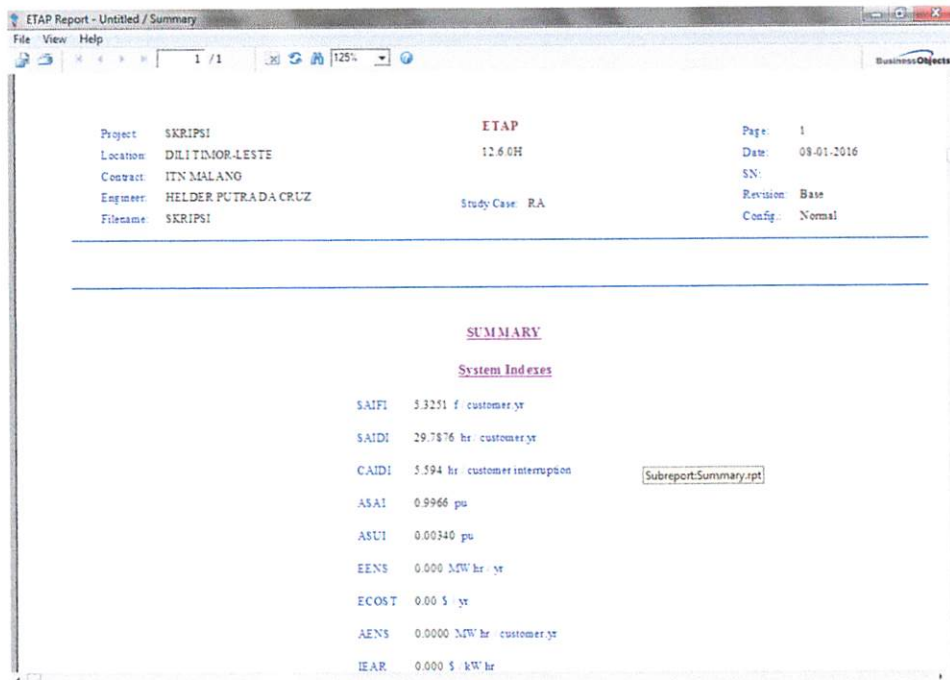 ETAP Report - Untitled / Summary
File View Help
1 /1 125%
BusinessObjects
Project: SKRIPSI
Location: DILI TIMOR-LESTE
Contract: ITN MALANG
Engineer: HELDER PUTRA DA CRUZ
Filename: SKRIPSI
ETAP
12.6.0H
Study Case: RA
Page: 1
Date: 08-01-2016
SN:
Revision: Base
Config.: Normal
SUMMARY
System Indexes
SAIFI 5.3251 f / customer.yr
SAIDI 29.7876 hr / customer.yr
CAIDI 5.594 hr / customer interruption
Subreport:Summary.rpt
ASAI 0.9966 pu
ASUI 0.00340 pu
EENS 0.000 MW hr / yr
ECOST 0.00 $ / yr
AENS 0.0000 MW hr / customer.yr
IEAR 0.000 $ / kW hr